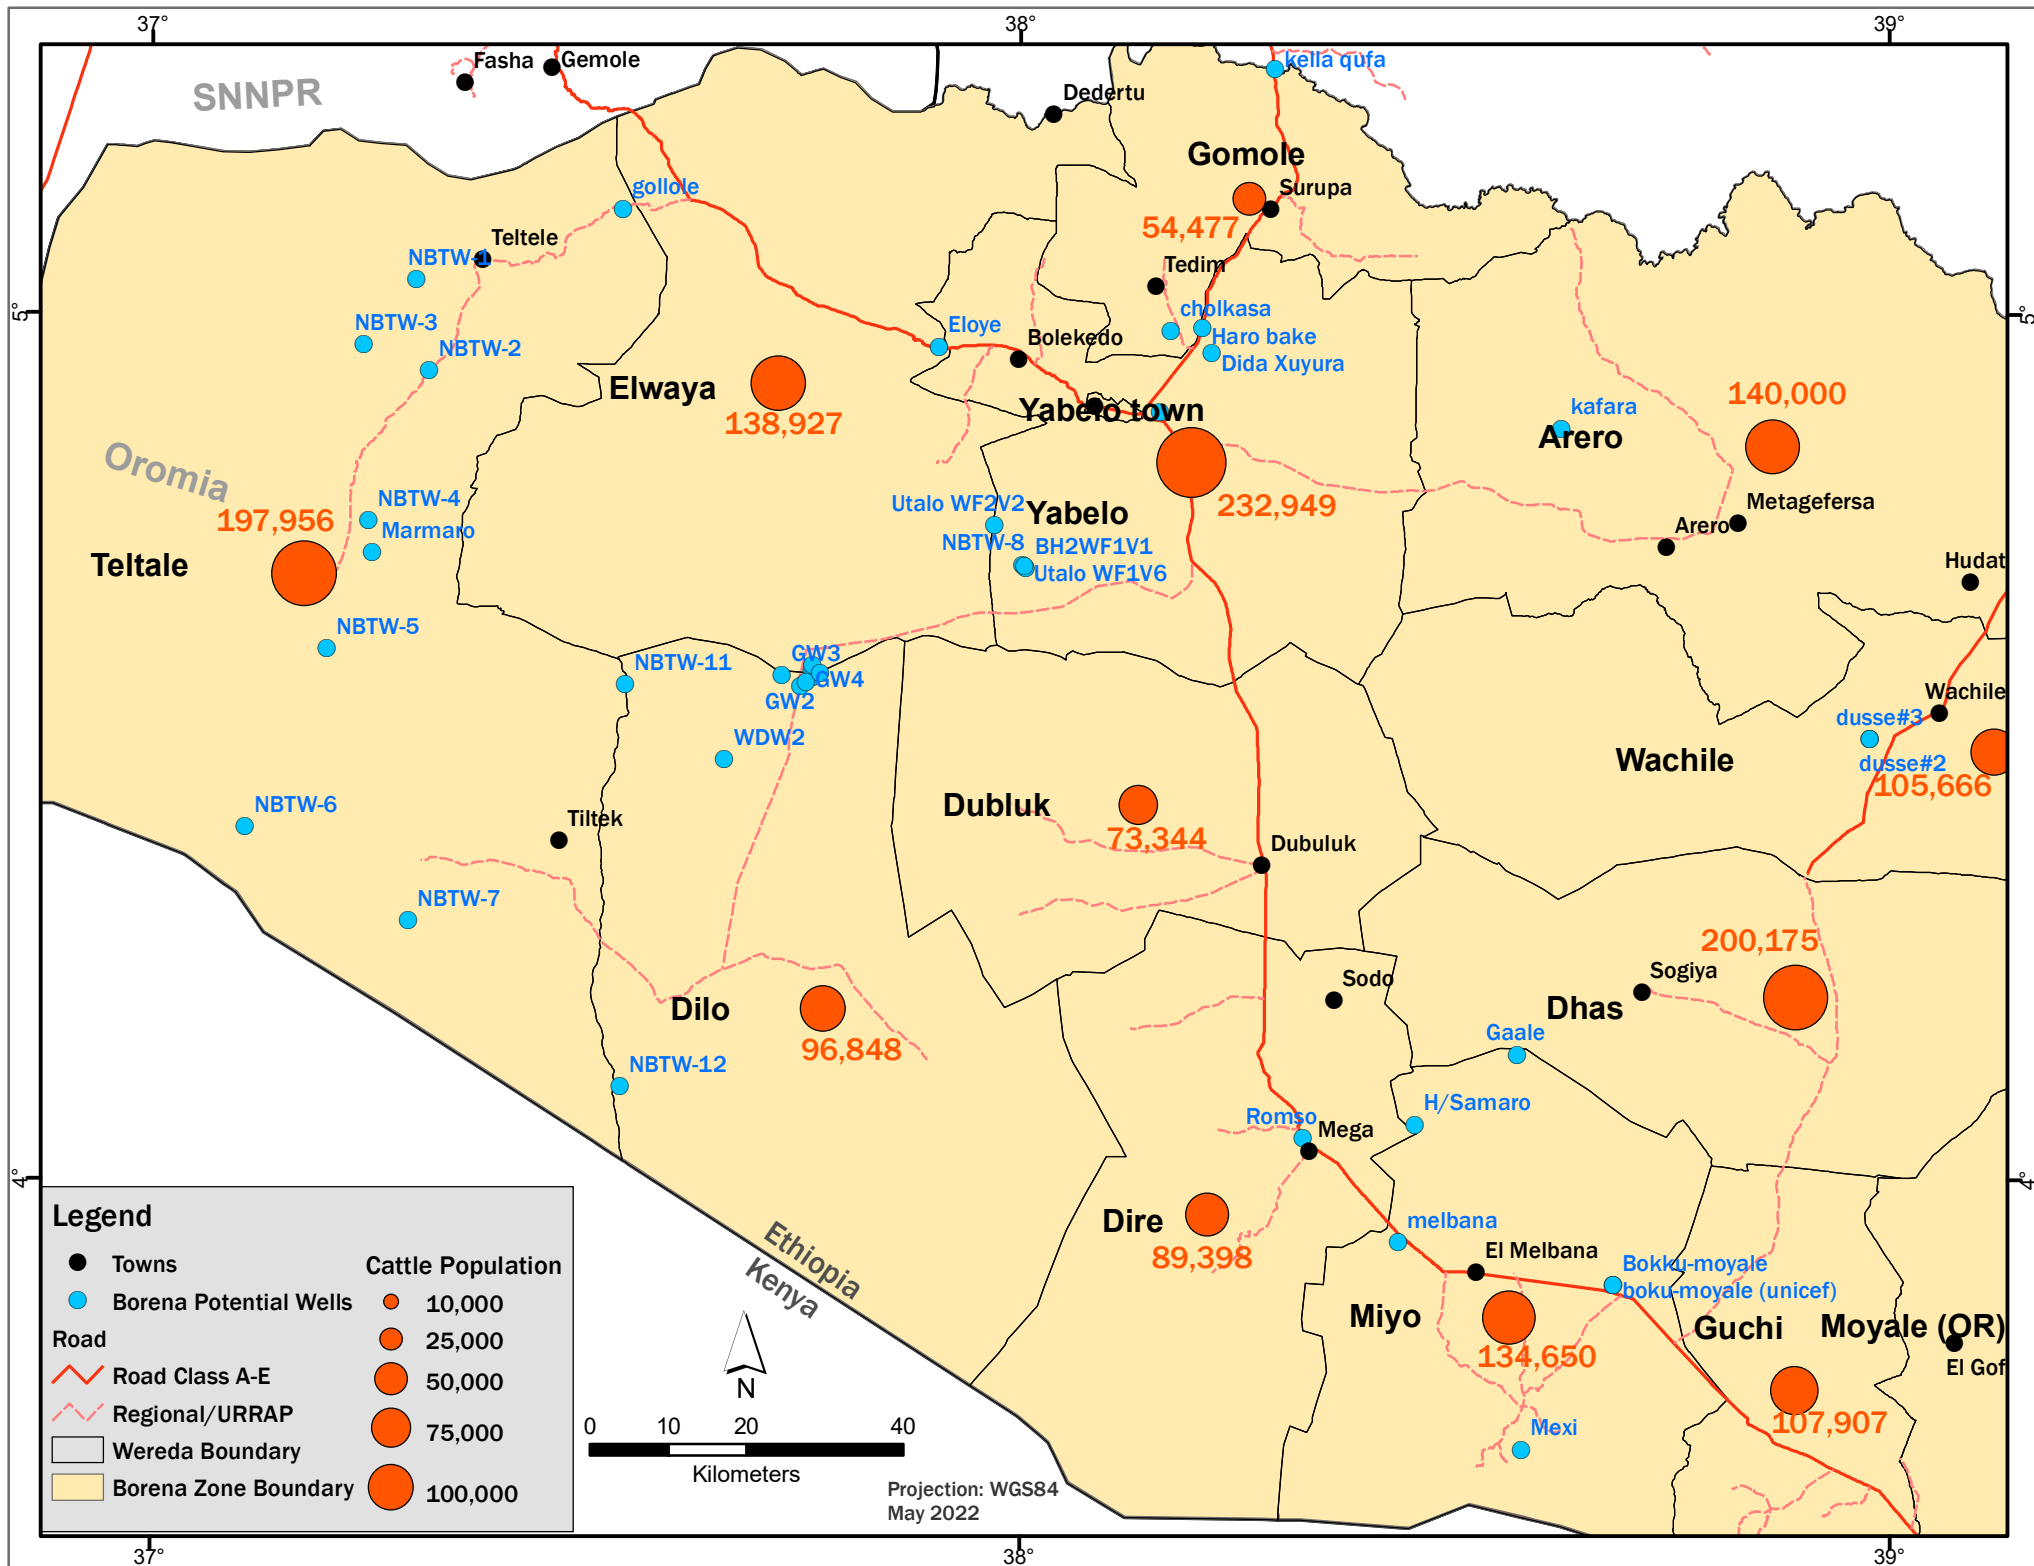 37°
38°
39°
Fasha
Gemole
kella qufa
SNNPR
Dedertu
Gomole
gollole
Surupa
54,477
Teltele
NBTW-1
Tedim
5°
5°
cholkasa
NBTW-3
Eloye
Haro bake
Bolekedo
NBTW-2
Dida Xuyura
Elwaya
140,000
Yabelo town
kafara
138,927
Arero
Oromia
NBTW-4
Utalo WF2V2
Yabelo
232,949
Metagefersa
197,956
Marmaro
Arero
NBTW-8
BH2WF1V1
Teltale
Utalo WF1V6
Hudat
NBTW-5
GW3
NBTW-11
GW4
Wachile
GW2
dusse#3
WDW2
Wachile
dusse#2
105,666
NBTW-6
Dubluk
Tiltek
73,344
Dubuluk
NBTW-7
200,175
Sogiya
Sodo
Dilo
Dhas
Gaale
96,848
NBTW-12
H/Samaro
Romso
Mega
4°
4°
Legend
Dire
melbana
89,398
El Melbana
Ethiopia
Kenya
Bokku-moyale
boku-moyale (unicef)
Towns
Cattle Population
Borena Potential Wells
10,000
Miyo
Guchi
Moyale (OR)
Road
25,000
134,650
El Gof
Road Class A-E
50,000
N
Regional/URRAP
75,000
0 10 20 40
107,907
Mexi
Wereda Boundary
Kilometers
Borena Zone Boundary
100,000
Projection: WGS84
May 2022
37°
38°
39°